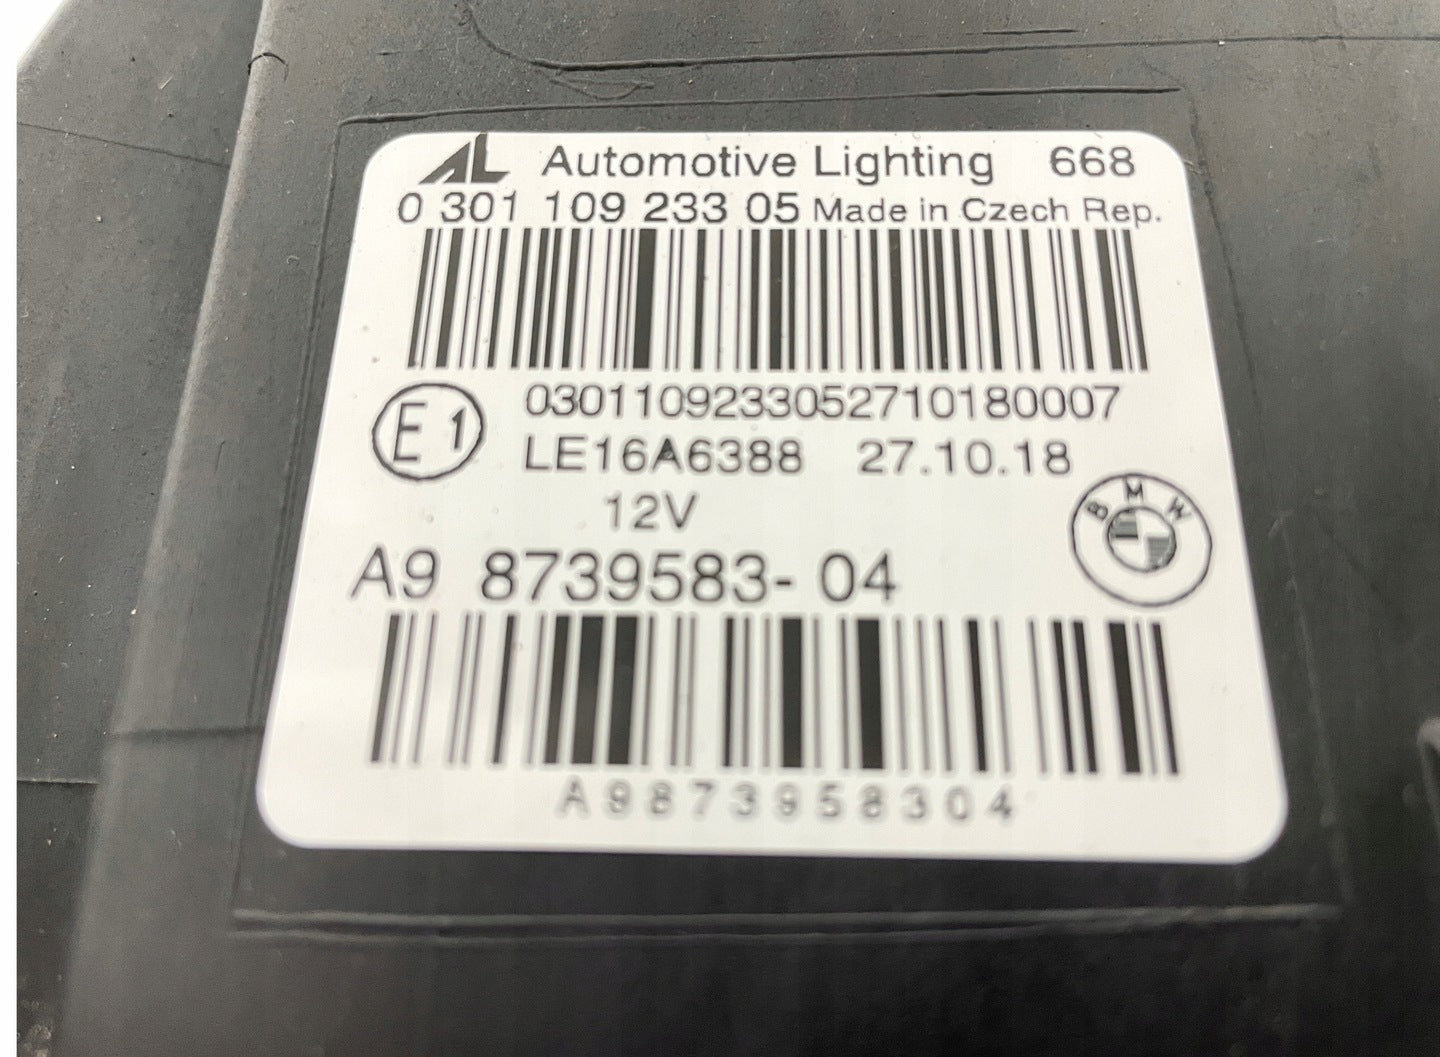 AL Automotive Lighting 668
0 301 109 233 05 Made in Czech Rep.
E1
0301109233052710180007
LE16A6388 27.10.18
12V
BMW
A9 8739583-04
A9873958304